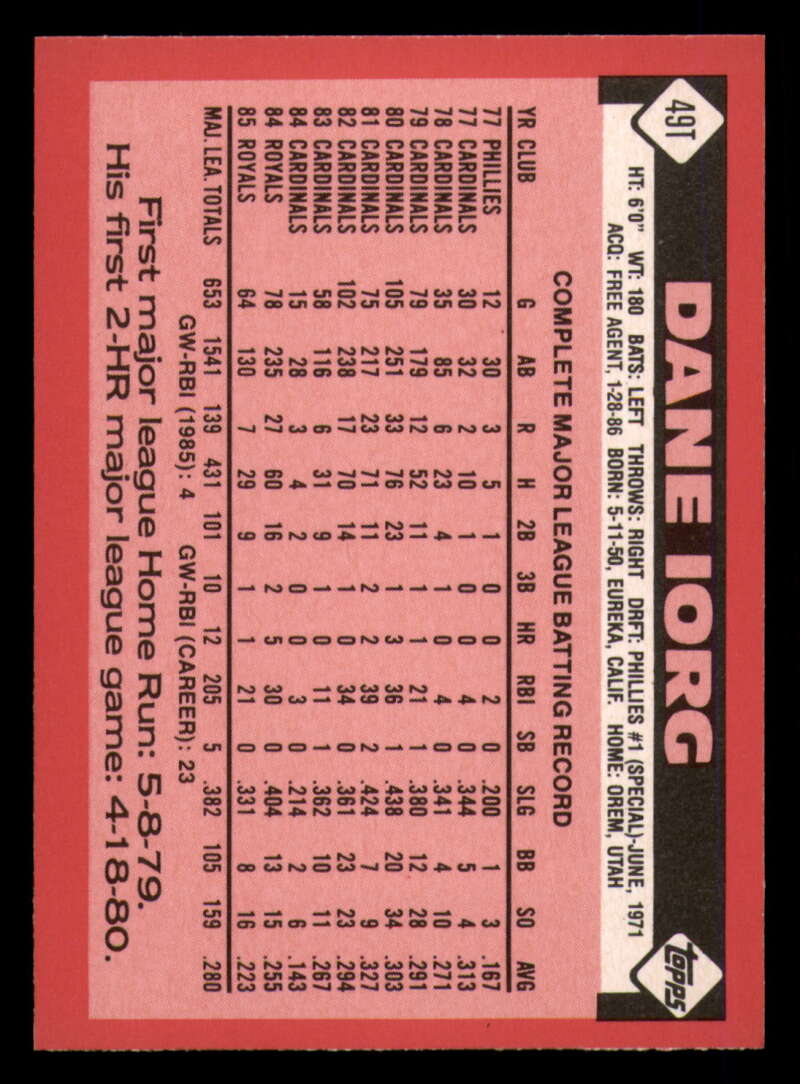 49T
DANE IORG
topps
HT: 6'0" WT: 180 BATS: LEFT THROWS: RIGHT DRFT: PHILLIES #1 (SPECIAL)-JUNE, 1971
ACQ: FREE AGENT, 1-28-86 BORN: 5-11-50, EUREKA, CALIF. HOME: OREM, UTAH
COMPLETE MAJOR LEAGUE BATTING RECORD
YR CLUB G AB R H 2B 3B HR RBI SB SLG BB SO AVG
77 PHILLIES 12 30 3 5 1 0 0 2 0 .200 1 3 .167
77 CARDINALS 30 32 2 10 1 0 0 4 0 .344 5 4 .313
78 CARDINALS 35 85 6 23 4 1 0 4 0 .341 4 10 .271
79 CARDINALS 79 179 12 52 11 1 1 21 1 .380 12 28 .291
80 CARDINALS 105 251 33 76 23 1 3 36 1 .438 20 34 .303
81 CARDINALS 75 217 23 71 11 2 2 39 2 .424 7 9 .327
82 CARDINALS 102 238 17 70 14 1 0 34 0 .361 23 23 .294
83 CARDINALS 58 116 6 31 9 1 0 11 1 .362 10 11 .267
84 CARDINALS 15 28 3 4 2 0 0 3 0 .214 2 6 .143
84 ROYALS 78 235 27 60 16 2 5 30 0 .404 13 15 .255
85 ROYALS 64 130 7 29 9 1 1 21 0 .331 8 16 .223
MAJ. LEA. TOTALS 653 1541 139 431 101 10 12 205 5 .382 105 159 .280
GW-RBI (1985): 4 GW-RBI (CAREER): 23
First major league Home Run: 5-8-79.
His first 2-HR major league game: 4-18-80.